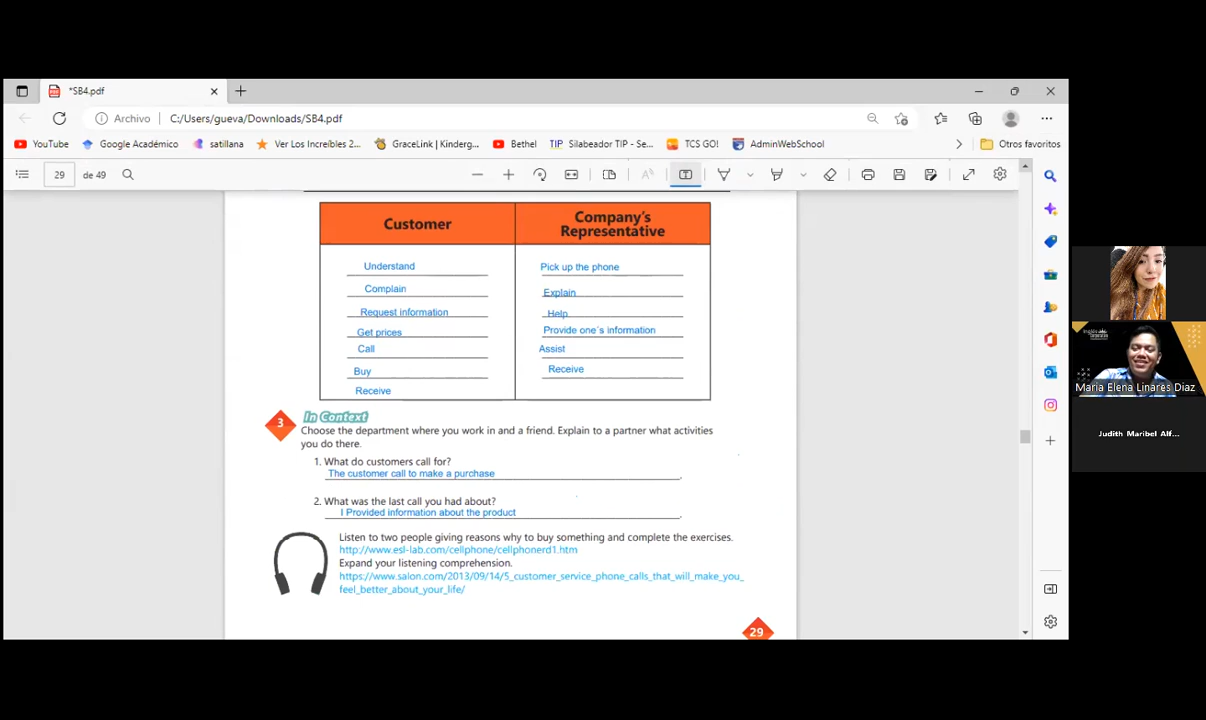 *SB4.pdf
Archivo
C:/Users/gueva/Downloads/SB4.pdf
YouTube
Google Académico
satillana
Ver Los Increíbles 2...
GraceLink | Kinderg...
Bethel
TIP Silabeador TIP - Se...
TCS GO!
AdminWebSchool
Otros favoritos
29 de 49
Customer
Company's
Representative
Understand
Complain
Request information
Get prices
Call
Buy
Receive
Pick up the phone
Explain
Help
Provide one´s information
Assist
Receive
3
In Context
Choose the department where you work in and a friend. Explain to a partner what activities
you do there.
1. What do customers call for?
The customer call to make a purchase
2. What was the last call you had about?
I Provided information about the product
Listen to two people giving reasons why to buy something and complete the exercises.
http://www.esl-lab.com/cellphone/cellphonerd1.htm
Expand your listening comprehension.
https://www.salon.com/2013/09/14/5_customer_service_phone_calls_that_will_make_you_
feel_better_about_your_life/
29
Maria Elena Linares Diaz
Judith Maribel Alf...